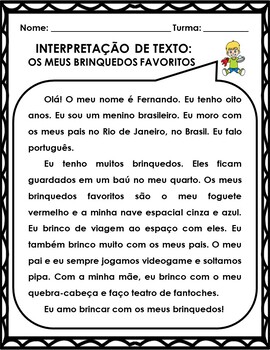 Nome: Turma:
INTERPRETAÇÃO DE TEXTO:
OS MEUS BRINQUEDOS FAVORITOS
Olá! O meu nome é Fernando. Eu tenho oito
anos. Eu sou um menino brasileiro. Eu moro com
os meus pais no Rio de Janeiro, no Brasil. Eu falo
português.
Eu tenho muitos brinquedos. Eles ficam
guardados em um baú no meu quarto. Os meus
brinquedos favoritos são o meu foguete
vermelho e a minha nave espacial cinza e azul.
Eu brinco de viagem ao espaço com eles. Eu
também brinco muito com os meus pais. O meu
pai e eu sempre jogamos videogame e soltamos
pipa. Com a minha mãe, eu brinco com o meu
quebra-cabeça e faço teatro de fantoches.
Eu amo brincar com os meus brinquedos!